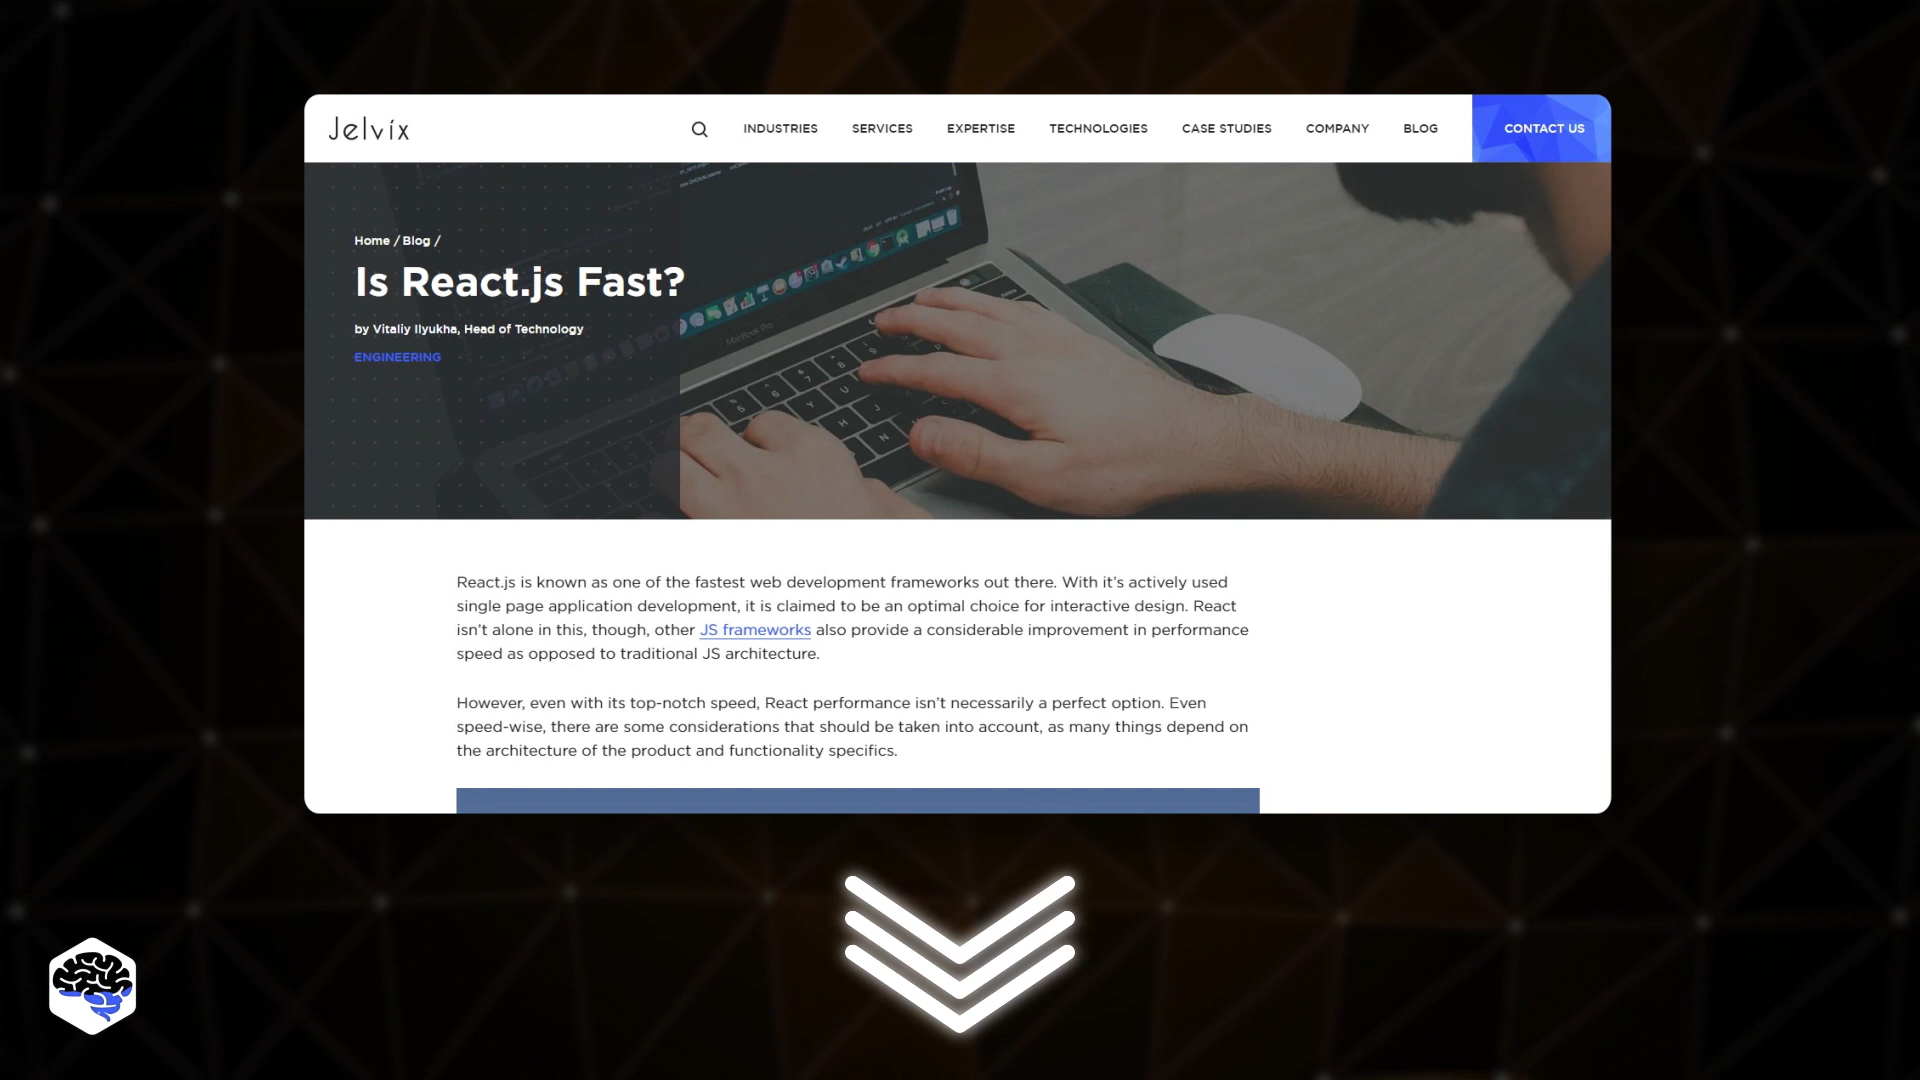 Jelvix
INDUSTRIES SERVICES EXPERTISE TECHNOLOGIES CASE STUDIES COMPANY BLOG CONTACT US
Home / Blog /
Is React.js Fast?
by Vitaliy Ilyukha, Head of Technology
ENGINEERING
MacBook Pro
React.js is known as one of the fastest web development frameworks out there. With it’s actively used
single page application development, it is claimed to be an optimal choice for interactive design. React
isn’t alone in this, though, other JS frameworks also provide a considerable improvement in performance
speed as opposed to traditional JS architecture.
However, even with its top-notch speed, React performance isn’t necessarily a perfect option. Even
speed-wise, there are some considerations that should be taken into account, as many things depend on
the architecture of the product and functionality specifics.